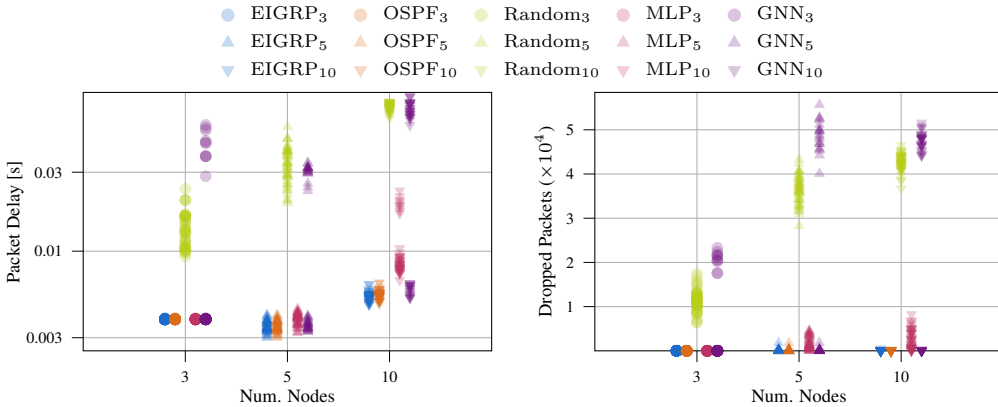 EIGRP₃ OSPF₃ Random₃ MLP₃ GNN₃
EIGRP₅ OSPF₅ Random₅ MLP₅ GNN₅
EIGRP₁₀ OSPF₁₀ Random₁₀ MLP₁₀ GNN₁₀
Packet Delay [s]
0.03
0.01
0.003
3 5 10
Num. Nodes
Dropped Packets (×10⁴)
5
4
3
2
1
3 5 10
Num. Nodes